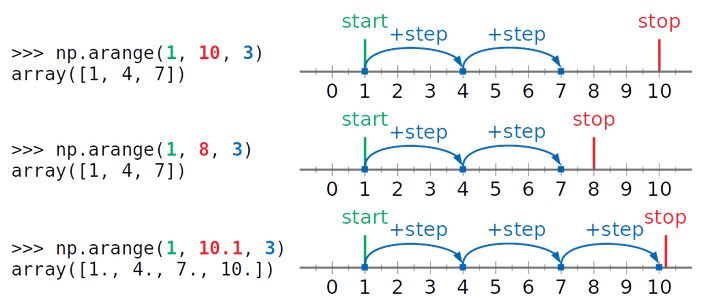 start +step +step stop
>>> np.arange(1, 10, 3)
array([1, 4, 7])
0 1 2 3 4 5 6 7 8 9 10
start +step +step stop
>>> np.arange(1, 8, 3)
array([1, 4, 7])
0 1 2 3 4 5 6 7 8 9 10
start +step +step +step stop
>>> np.arange(1, 10.1, 3)
array([1., 4., 7., 10.])
0 1 2 3 4 5 6 7 8 9 10